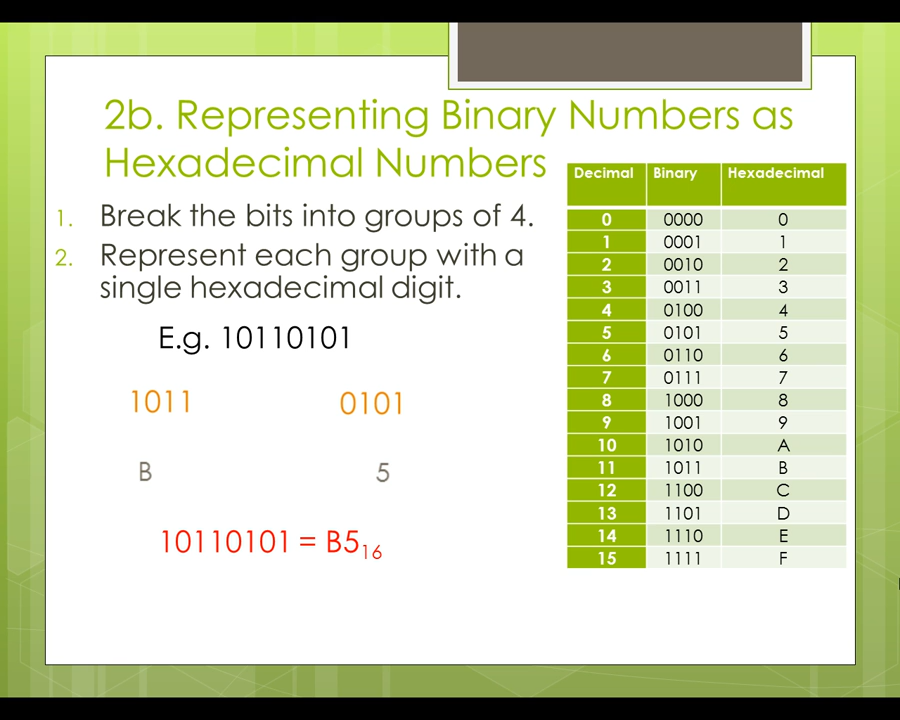 2b. Representing Binary Numbers as
Hexadecimal Numbers
1. Break the bits into groups of 4.
2. Represent each group with a
single hexadecimal digit.
E.g. 10110101
1011 0101
B 5
10110101 = B5₁₆
Decimal Binary Hexadecimal
0 0000 0
1 0001 1
2 0010 2
3 0011 3
4 0100 4
5 0101 5
6 0110 6
7 0111 7
8 1000 8
9 1001 9
10 1010 A
11 1011 B
12 1100 C
13 1101 D
14 1110 E
15 1111 F